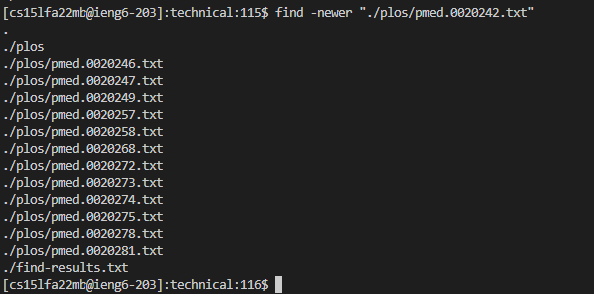 [cs15lfa22mb@ieng6-203]:technical:115$ find -newer "./plos/pmed.0020242.txt"
.
./plos
./plos/pmed.0020246.txt
./plos/pmed.0020247.txt
./plos/pmed.0020249.txt
./plos/pmed.0020257.txt
./plos/pmed.0020258.txt
./plos/pmed.0020268.txt
./plos/pmed.0020272.txt
./plos/pmed.0020273.txt
./plos/pmed.0020274.txt
./plos/pmed.0020275.txt
./plos/pmed.0020278.txt
./plos/pmed.0020281.txt
./find-results.txt
[cs15lfa22mb@ieng6-203]:technical:116$